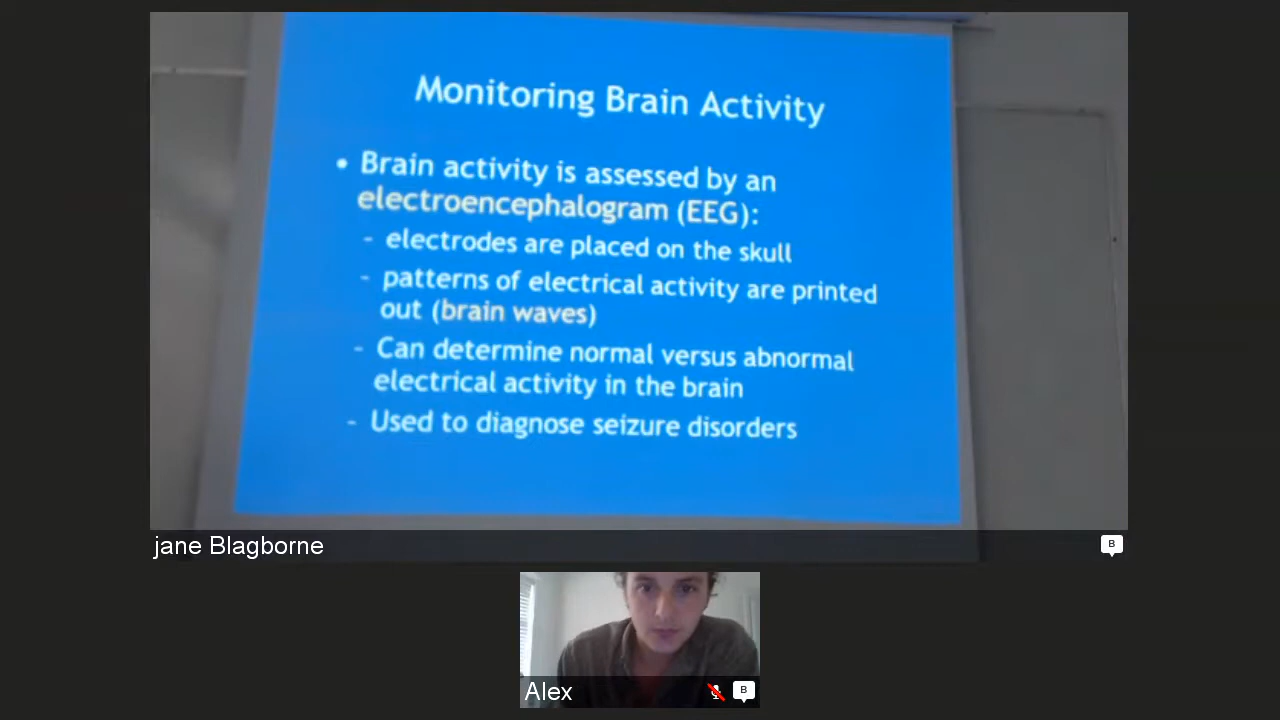 Monitoring Brain Activity
• Brain activity is assessed by an
electroencephalogram (EEG):
– electrodes are placed on the skull
– patterns of electrical activity are printed
out (brain waves)
– Can determine normal versus abnormal
electrical activity in the brain
– Used to diagnose seizure disorders
jane Blagborne
B
Alex
B